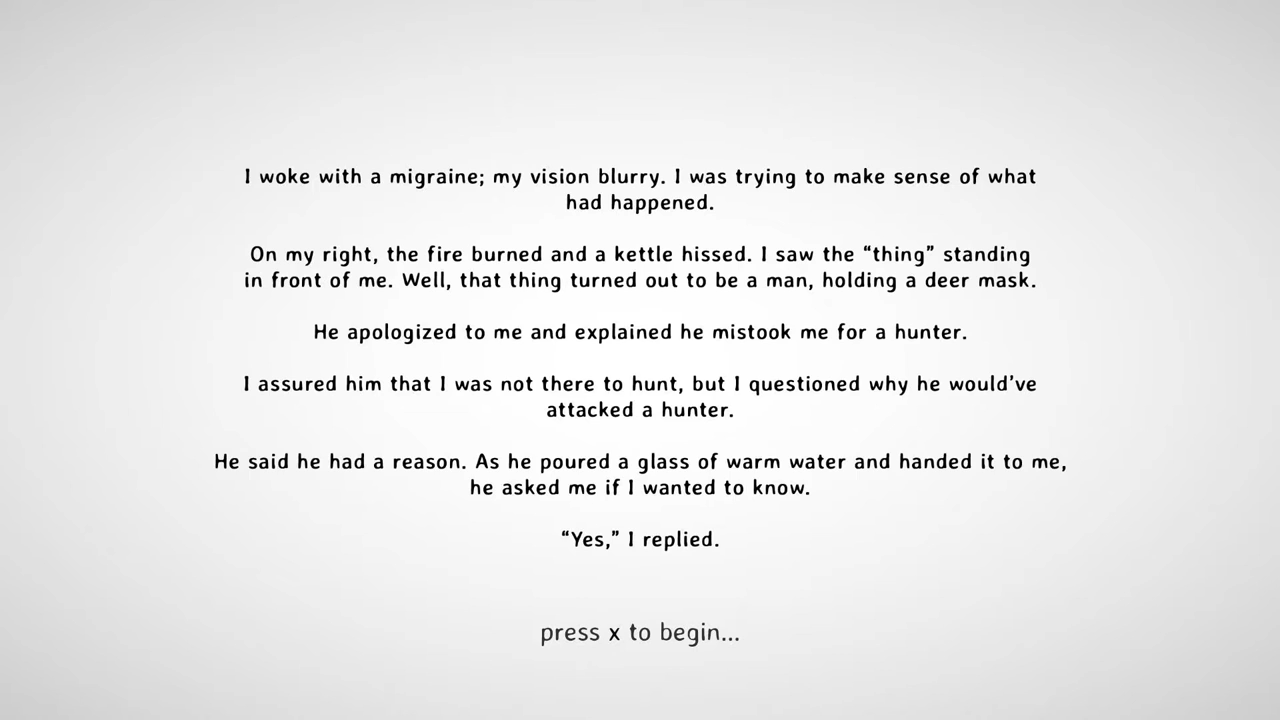 I woke with a migraine; my vision blurry. I was trying to make sense of what
had happened.
On my right, the fire burned and a kettle hissed. I saw the “thing” standing
in front of me. Well, that thing turned out to be a man, holding a deer mask.
He apologized to me and explained he mistook me for a hunter.
I assured him that I was not there to hunt, but I questioned why he would’ve
attacked a hunter.
He said he had a reason. As he poured a glass of warm water and handed it to me,
he asked me if I wanted to know.
“Yes,” I replied.
press x to begin...